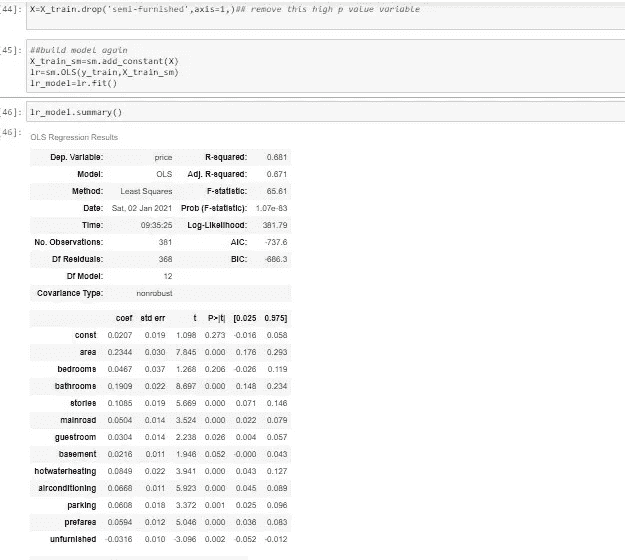 [44]: X=X_train.drop('semi-furnished',axis=1,)## remove this high p value variable
[45]: ##build model again
X_train_sm=sm.add_constant(X)
lr=sm.OLS(y_train,X_train_sm)
lr_model=lr.fit()
[46]: lr_model.summary()
[46]: OLS Regression Results
Dep. Variable: price R-squared: 0.681
Model: OLS Adj. R-squared: 0.671
Method: Least Squares F-statistic: 65.61
Date: Sat, 02 Jan 2021 Prob (F-statistic): 1.07e-83
Time: 09:35:25 Log-Likelihood: 381.79
No. Observations: 381 AIC: -737.6
Df Residuals: 368 BIC: -686.3
Df Model: 12
Covariance Type: nonrobust
coef std err t P>|t| [0.025 0.975]
const 0.0207 0.019 1.098 0.273 -0.016 0.058
area 0.2344 0.030 7.845 0.000 0.176 0.293
bedrooms 0.0467 0.037 1.268 0.206 -0.026 0.119
bathrooms 0.1909 0.022 8.697 0.000 0.148 0.234
stories 0.1085 0.019 5.669 0.000 0.071 0.146
mainroad 0.0504 0.014 3.524 0.000 0.022 0.079
guestroom 0.0304 0.014 2.238 0.026 0.004 0.057
basement 0.0216 0.011 1.946 0.052 -0.000 0.043
hotwaterheating 0.0849 0.022 3.941 0.000 0.043 0.127
airconditioning 0.0668 0.011 5.923 0.000 0.045 0.089
parking 0.0608 0.018 3.372 0.001 0.025 0.096
prefarea 0.0594 0.012 5.046 0.000 0.036 0.083
unfurnished -0.0316 0.010 -3.096 0.002 -0.052 -0.012